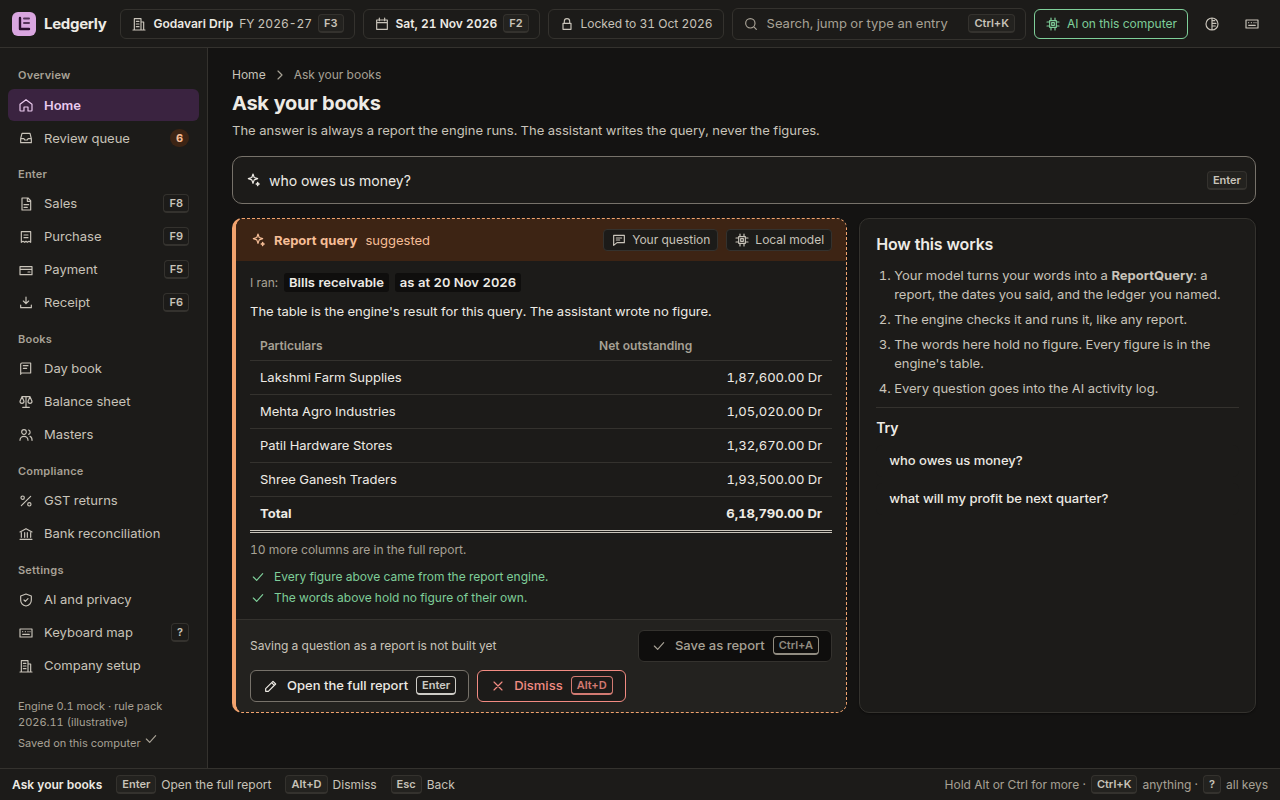 Ledgerly
Godavari Drip FY 2026-27 F3
Sat, 21 Nov 2026 F2
Locked to 31 Oct 2026
Search, jump or type an entry Ctrl+K
AI on this computer
Overview
Home
Review queue 6
Enter
Sales F8
Purchase F9
Payment F5
Receipt F6
Books
Day book
Balance sheet
Masters
Compliance
GST returns
Bank reconciliation
Settings
AI and privacy
Keyboard map ?
Company setup
Engine 0.1 mock · rule pack
2026.11 (illustrative)
Saved on this computer
Home > Ask your books
Ask your books
The answer is always a report the engine runs. The assistant writes the query, never the figures.
who owes us money? Enter
Report query suggested Your question Local model
I ran: Bills receivable as at 20 Nov 2026
The table is the engine's result for this query. The assistant wrote no figure.
Particulars Net outstanding
Lakshmi Farm Supplies 1,87,600.00 Dr
Mehta Agro Industries 1,05,020.00 Dr
Patil Hardware Stores 1,32,670.00 Dr
Shree Ganesh Traders 1,93,500.00 Dr
Total 6,18,790.00 Dr
10 more columns are in the full report.
Every figure above came from the report engine.
The words above hold no figure of their own.
Saving a question as a report is not built yet Save as report Ctrl+A
Open the full report Enter Dismiss Alt+D
How this works
1. Your model turns your words into a ReportQuery: a
report, the dates you said, and the ledger you named.
2. The engine checks it and runs it, like any report.
3. The words here hold no figure. Every figure is in the
engine's table.
4. Every question goes into the AI activity log.
Try
who owes us money?
what will my profit be next quarter?
Ask your books Enter Open the full report Alt+D Dismiss Esc Back
Hold Alt or Ctrl for more · Ctrl+K anything · ? all keys